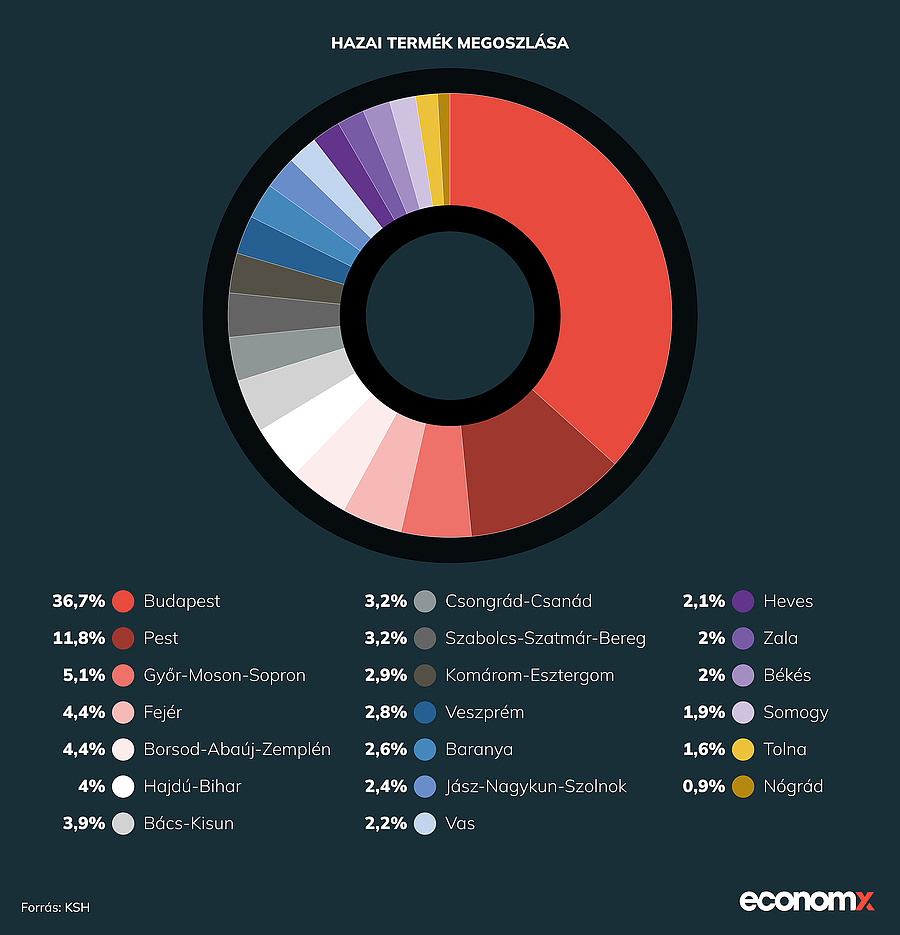 HAZAI TERMÉK MEGOSZLÁSA
36,7% Budapest
11,8% Pest
5,1% Győr-Moson-Sopron
4,4% Fejér
4,4% Borsod-Abaúj-Zemplén
4% Hajdú-Bihar
3,9% Bács-Kisun
3,2% Csongrád-Csanád
3,2% Szabolcs-Szatmár-Bereg
2,9% Komárom-Esztergom
2,8% Veszprém
2,6% Baranya
2,4% Jász-Nagykun-Szolnok
2,2% Vas
2,1% Heves
2% Zala
2% Békés
1,9% Somogy
1,6% Tolna
0,9% Nógrád
Forrás: KSH
economx